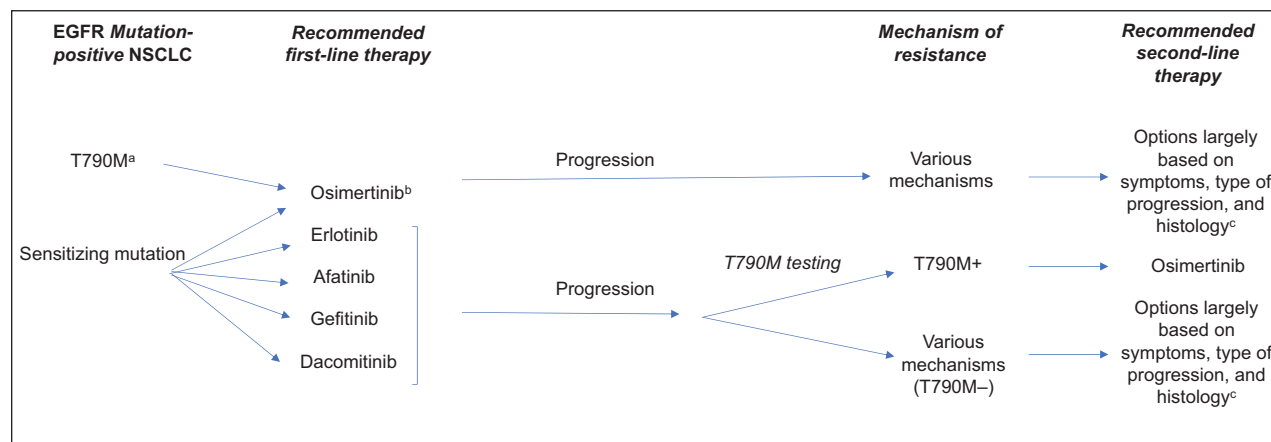 EGFR Mutation-
positive NSCLC
Recommended
first-line therapy
Mechanism of
resistance
Recommended
second-line
therapy
T790Mᵃ
Sensitizing mutation
Osimertinibᵇ
Erlotinib
Afatinib
Gefitinib
Dacomitinib
Progression
Various
mechanisms
Options largely
based on
symptoms, type of
progression, and
histologyᶜ
Progression
T790M testing
T790M+
Osimertinib
Various
mechanisms
(T790M–)
Options largely
based on
symptoms, type of
progression, and
histologyᶜ